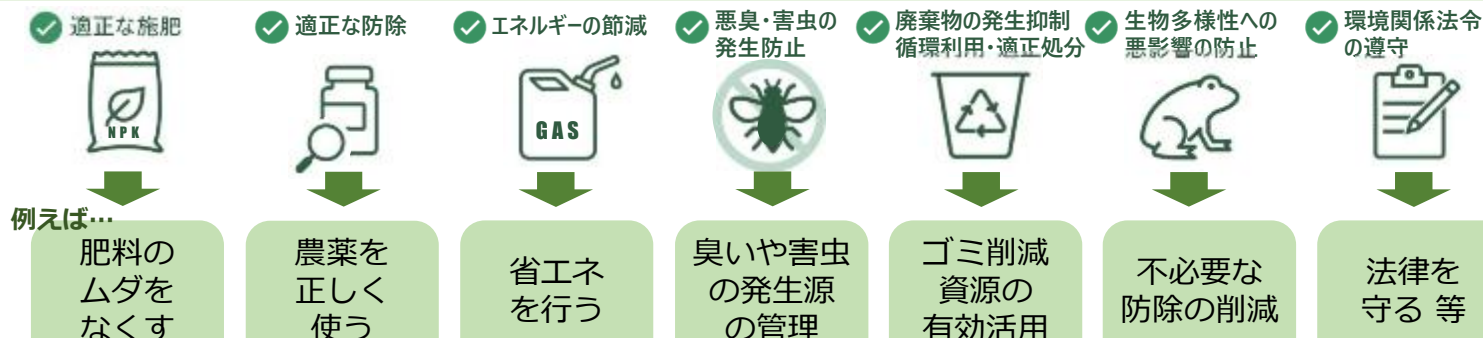 適正な施肥
適正な防除
エネルギーの節減
悪臭・害虫の
発生防止
廃棄物の発生抑制
循環利用・適正処分
生物多様性への
悪影響の防止
環境関係法令
の遵守
NPK
GAS
例えば…
肥料の
ムダを
なくす
農薬を
正しく
使う
省エネ
を行う
臭いや害虫
の発生源
の管理
ゴミ削減
資源の
有効活用
不必要な
防除の削減
法律を
守る 等